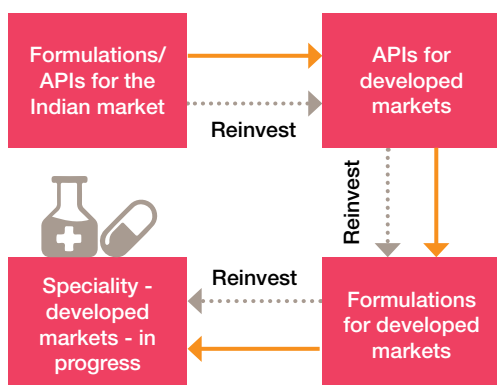 Formulations/
APIs for the
Indian market
Reinvest
APIs for
developed
markets
Reinvest
Speciality -
developed
markets - in
progress
Reinvest
Formulations
for developed
markets